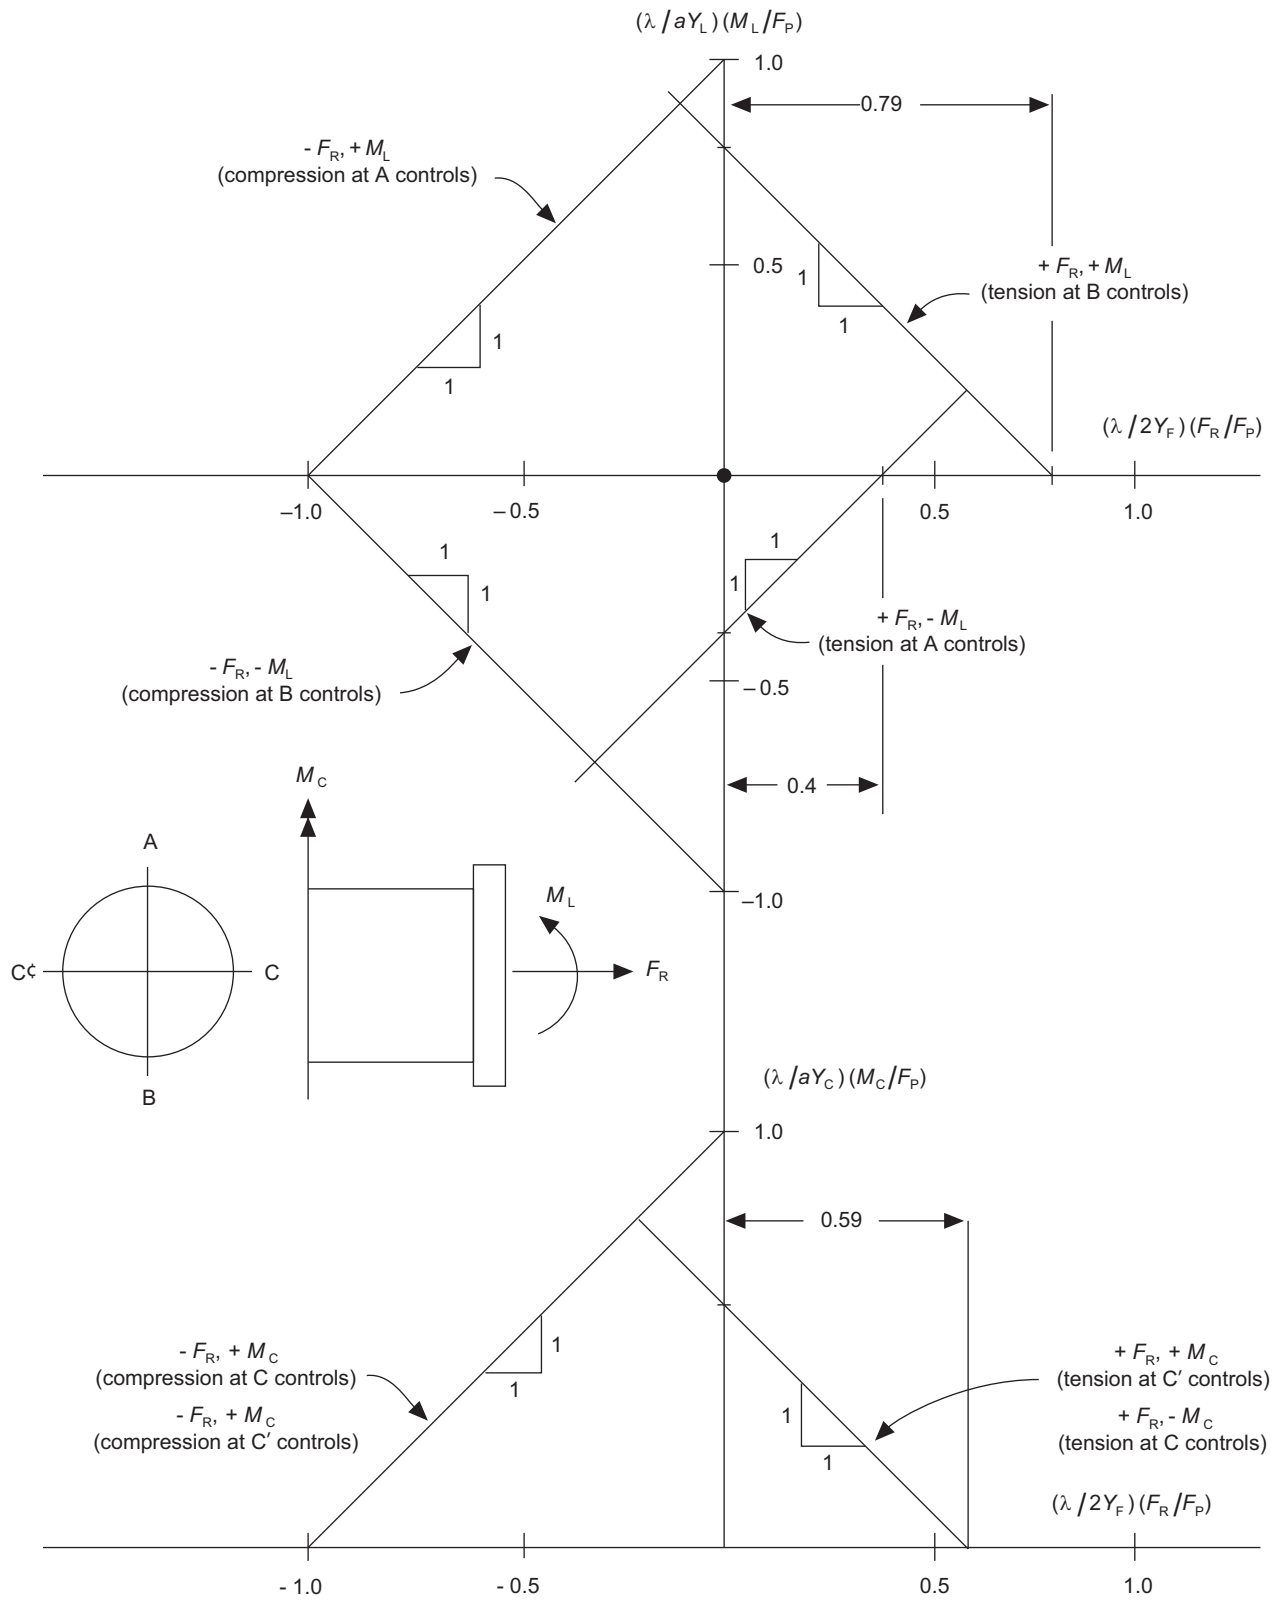 (λ/aY_L)(M_L/F_P)
1.0
0.79
- F_R, + M_L
(compression at A controls)
0.5
+ F_R, + M_L
(tension at B controls)
1
1
1
1
(λ/2Y_F)(F_R/F_P)
–1.0
– 0.5
0.5
1.0
1
1
1
1
+ F_R, - M_L
(tension at A controls)
- F_R, - M_L
(compression at B controls)
– 0.5
0.4
M_C
A
–1.0
M_L
C¢
C
F_R
B
(λ/aY_C)(M_C/F_P)
1.0
0.59
- F_R, + M_C
(compression at C controls)
- F_R, + M_C
(compression at C′ controls)
1
1
+ F_R, + M_C
(tension at C′ controls)
+ F_R, - M_C
(tension at C controls)
1
1
(λ/2Y_F)(F_R/F_P)
- 1.0
- 0.5
0.5
1.0